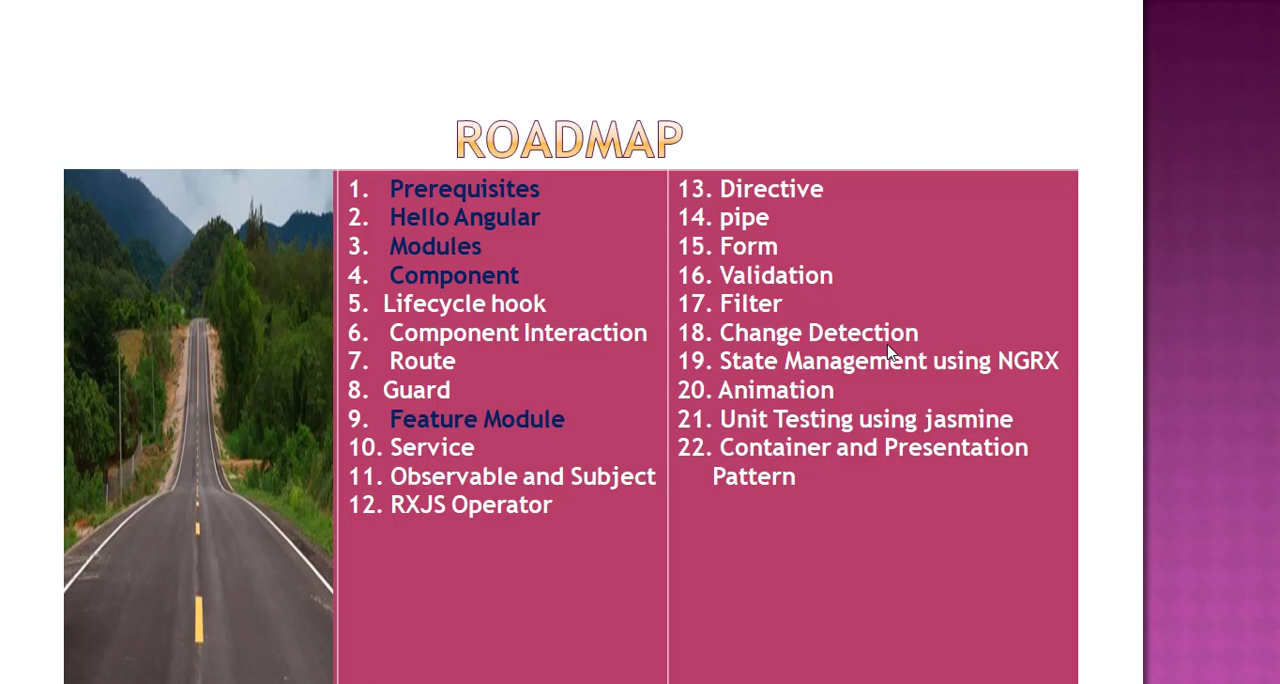 ROADMAP
1. Prerequisites
2. Hello Angular
3. Modules
4. Component
5. Lifecycle hook
6. Component Interaction
7. Route
8. Guard
9. Feature Module
10. Service
11. Observable and Subject
12. RXJS Operator
13. Directive
14. pipe
15. Form
16. Validation
17. Filter
18. Change Detection
19. State Management using NGRX
20. Animation
21. Unit Testing using jasmine
22. Container and Presentation
Pattern